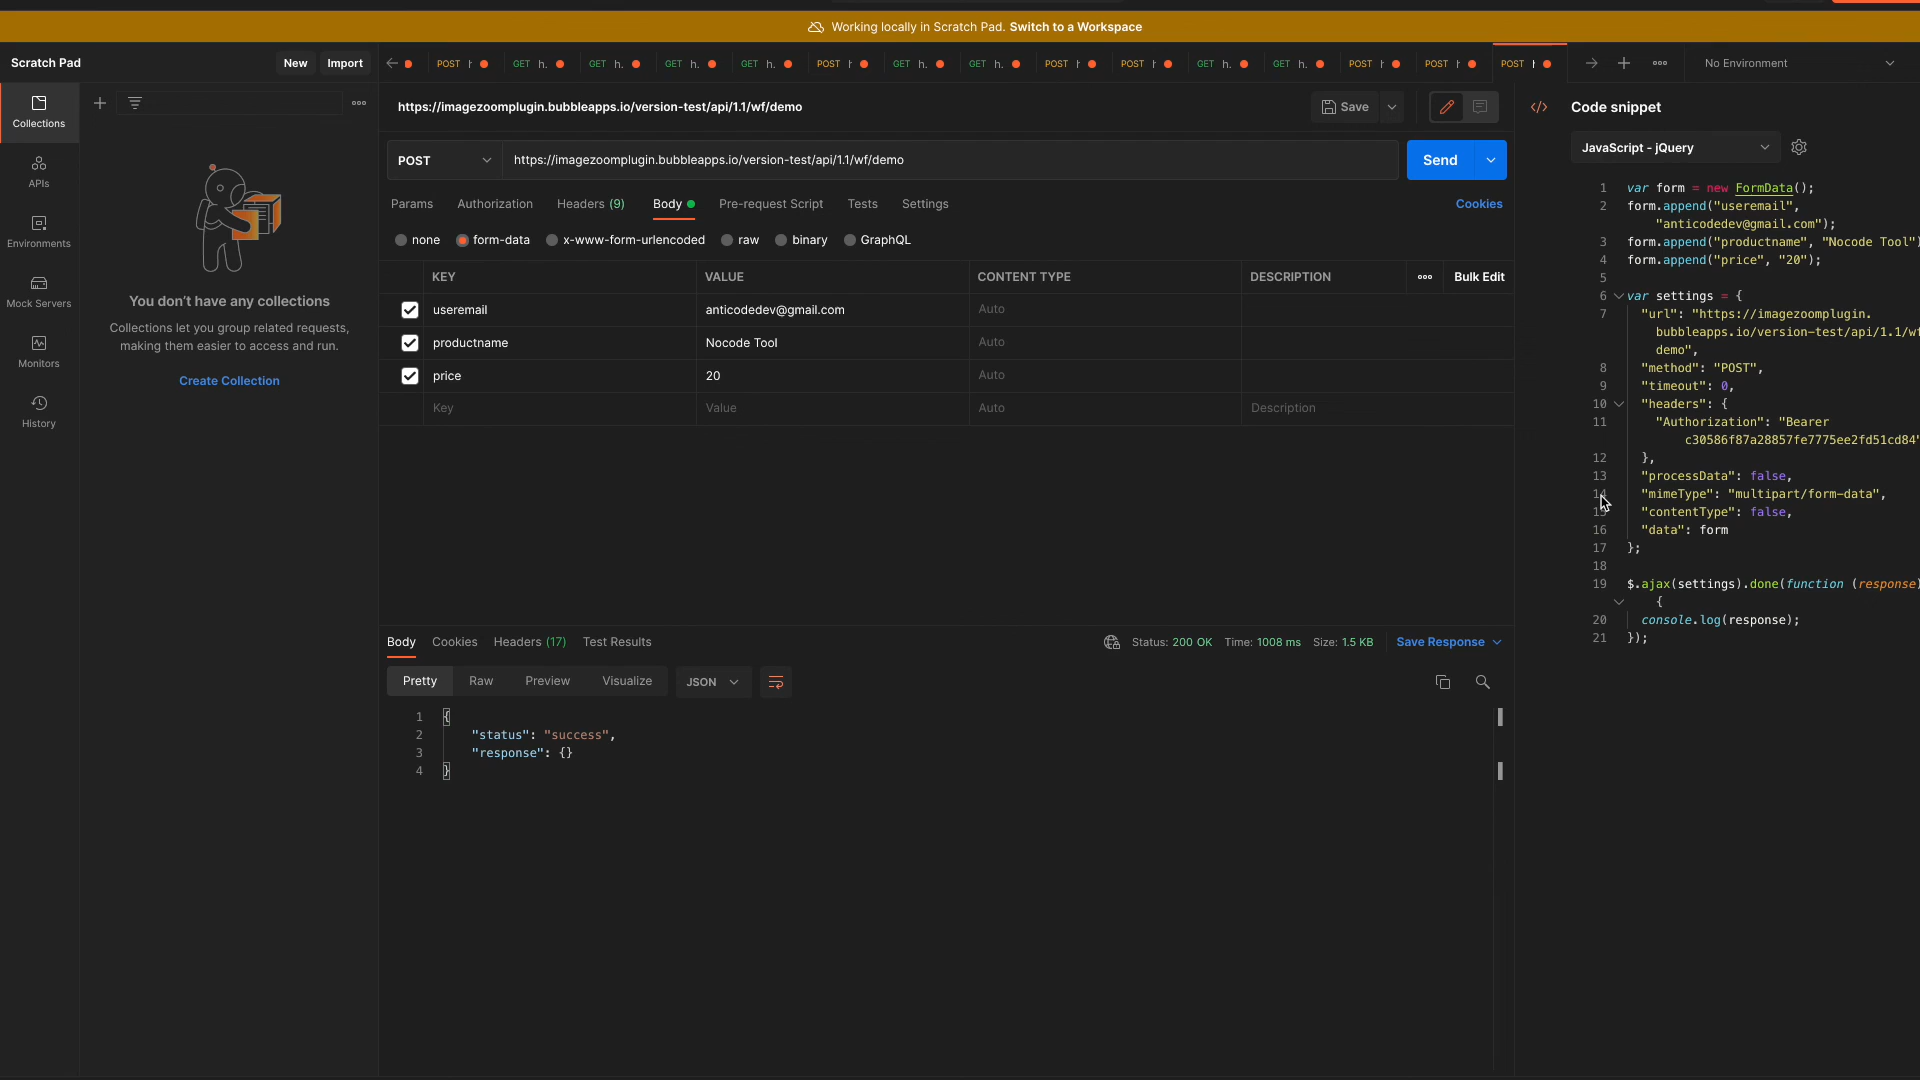 Working locally in Scratch Pad. Switch to a Workspace
Scratch Pad
New
Import
POST
GET h.
GET h.
GET h.
GET h.
POST
GET h.
GET h.
POST
POST
GET h.
GET h.
POST
POST
POST
No Environment
Collections
APIs
Environments
Mock Servers
Monitors
History
You don't have any collections
Collections let you group related requests,
making them easier to access and run.
Create Collection
https://imagezoomplugin.bubbleapps.io/version-test/api/1.1/wf/demo
Save
POST
https://imagezoomplugin.bubbleapps.io/version-test/api/1.1/wf/demo
Send
Params
Authorization
Headers (9)
Body
Pre-request Script
Tests
Settings
Cookies
none
form-data
x-www-form-urlencoded
raw
binary
GraphQL
KEY
VALUE
CONTENT TYPE
DESCRIPTION
Bulk Edit
useremail
anticodedev@gmail.com
Auto
productname
Nocode Tool
Auto
price
20
Auto
Key
Value
Auto
Description
Body
Cookies
Headers (17)
Test Results
Status: 200 OK
Time: 1008 ms
Size: 1.5 KB
Save Response
Pretty
Raw
Preview
Visualize
JSON
1 {
2 "status": "success",
3 "response": {}
4 }
Code snippet
JavaScript - jQuery
1 var form = new FormData();
2 form.append("useremail",
"anticodedev@gmail.com");
3 form.append("productname", "Nocode Tool")
4 form.append("price", "20");
5
6 var settings = {
7 "url": "https://imagezoomplugin.
bubbleapps.io/version-test/api/1.1/wf
demo",
8 "method": "POST",
9 "timeout": 0,
10 "headers": {
11 "Authorization": "Bearer
c30586f87a28857fe7775ee2fd51cd84"
12 },
13 "processData": false,
14 "mimeType": "multipart/form-data",
15 "contentType": false,
16 "data": form
17 };
18
19 $.ajax(settings).done(function (response)
{
20 console.log(response);
21 });